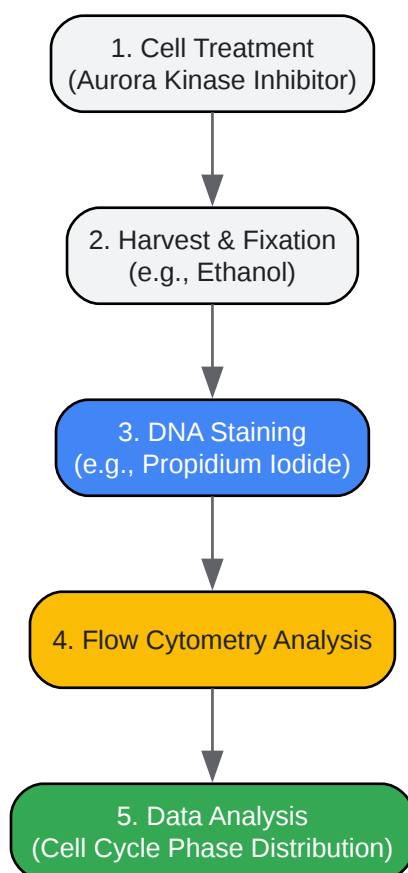 1. Cell Treatment
(Aurora Kinase Inhibitor)
2. Harvest & Fixation
(e.g., Ethanol)
3. DNA Staining
(e.g., Propidium Iodide)
4. Flow Cytometry Analysis
5. Data Analysis
(Cell Cycle Phase Distribution)